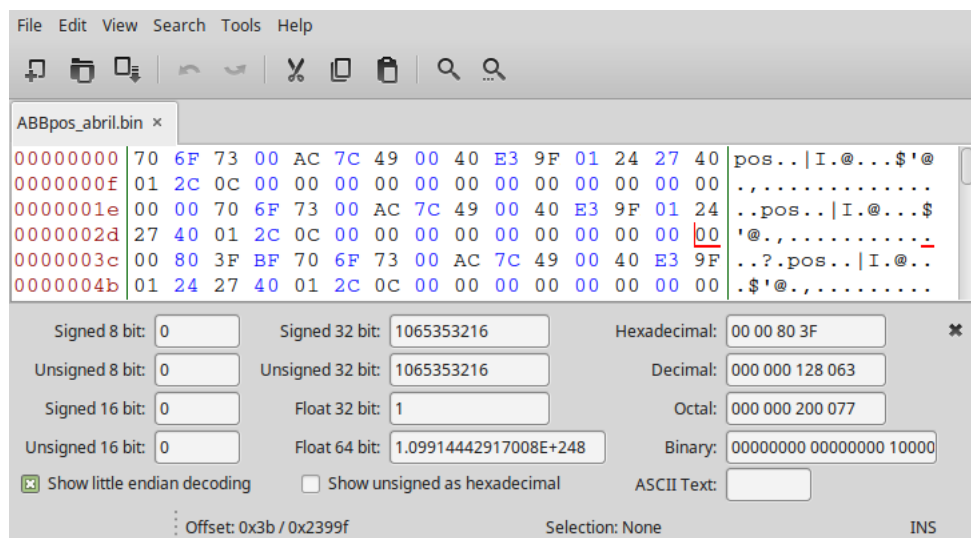 File Edit View Search Tools Help
ABBpos_abril.bin ×
00000000 70 6F 73 00 AC 7C 49 00 40 E3 9F 01 24 27 40 pos..|I.@...$'@
0000000f 01 2C 0C 00 00 00 00 00 00 00 00 00 00 00 00 .,.............
0000001e 00 00 70 6F 73 00 AC 7C 49 00 40 E3 9F 01 24 ..pos..|I.@...$
0000002d 27 40 01 2C 0C 00 00 00 00 00 00 00 00 00 00 '@.,...........
0000003c 00 80 3F BF 70 6F 73 00 AC 7C 49 00 40 E3 9F ..?.pos..|I.@..
0000004b 01 24 27 40 01 2C 0C 00 00 00 00 00 00 00 00 .$'@.,.........
Signed 8 bit: 0 Signed 32 bit: 1065353216 Hexadecimal: 00 00 80 3F
Unsigned 8 bit: 0 Unsigned 32 bit: 1065353216 Decimal: 000 000 128 063
Signed 16 bit: 0 Float 32 bit: 1 Octal: 000 000 200 077
Unsigned 16 bit: 0 Float 64 bit: 1.09914442917008E+248 Binary: 00000000 00000000 10000
Show little endian decoding Show unsigned as hexadecimal ASCII Text:
Offset: 0x3b / 0x2399f Selection: None INS